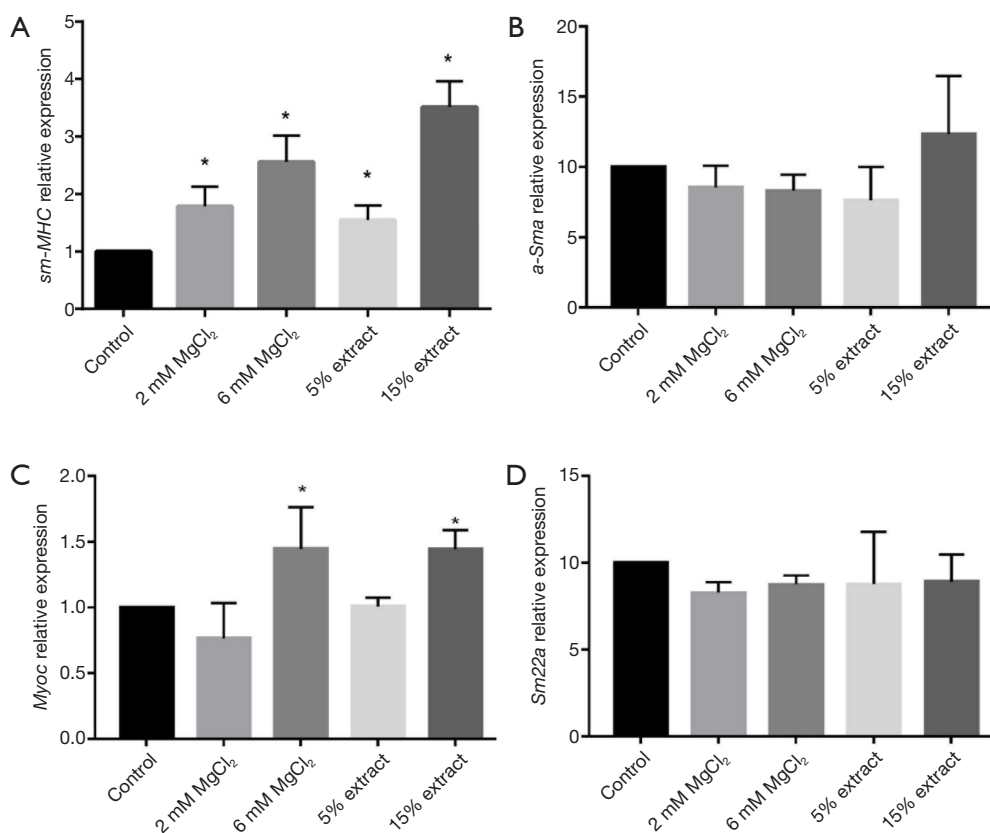 A
sm-MHC relative expression
5
4
3
2
1
0
*
*
*
*
Control
2 mM MgCl₂
6 mM MgCl₂
5% extract
15% extract
B
a-Sma relative expression
20
15
10
5
0
Control
2 mM MgCl₂
6 mM MgCl₂
5% extract
15% extract
C
Myoc relative expression
2.0
1.5
1.0
0.5
0.0
*
*
Control
2 mM MgCl₂
6 mM MgCl₂
5% extract
15% extract
D
Sm22a relative expression
15
10
5
0
Control
2 mM MgCl₂
6 mM MgCl₂
5% extract
15% extract